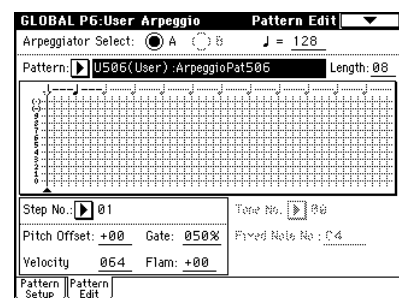 GLOBAL P6:User Arpeggio Pattern Edit
Arpeggiator Select: A B ♩ = 128
Pattern: U506(User) :ArpeggioPat506 Length: 08
Step No.: 01 Tone No. 00
Pitch Offset: +00 Gate: 050% Fixed Note No.: C4
Velocity 064 Flam: +00
Pattern Setup Pattern Edit